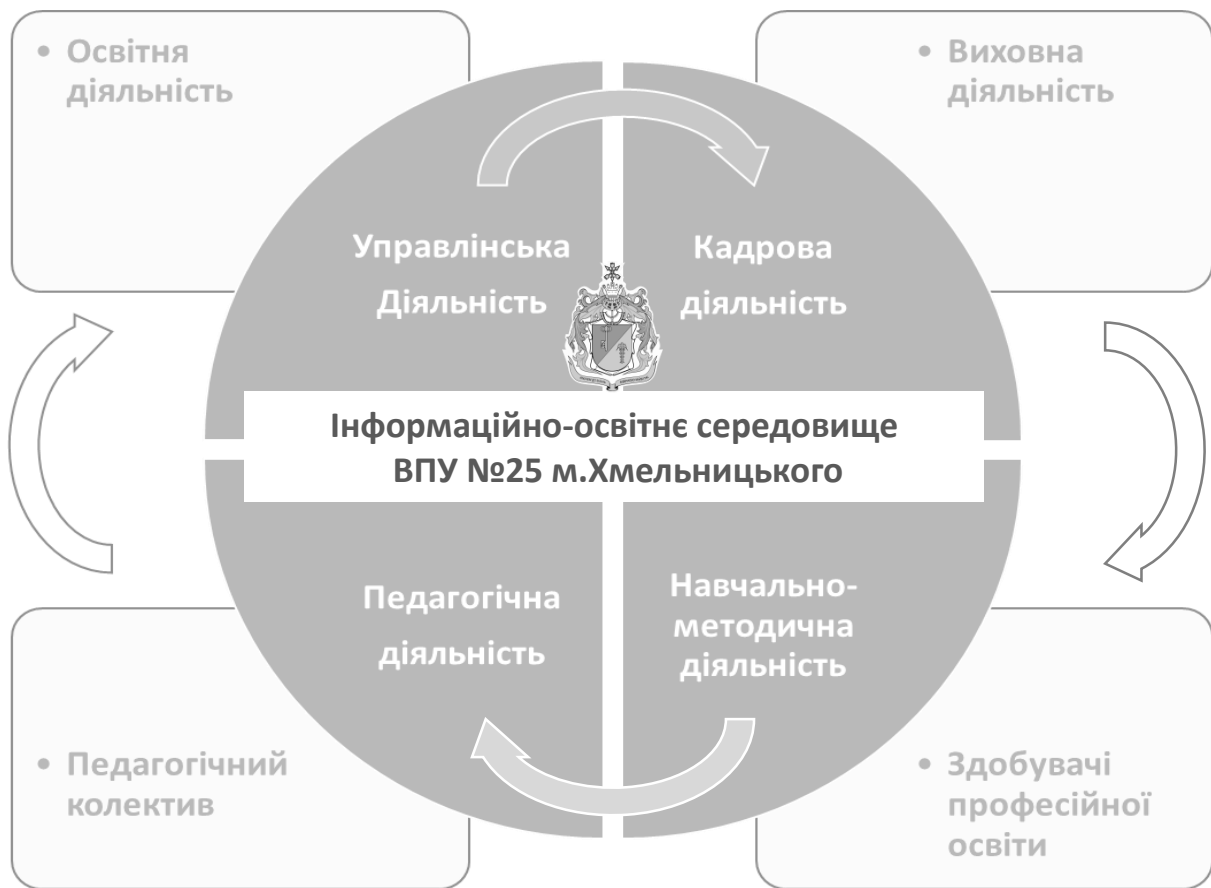 • Освітня
діяльність
• Виховна
діяльність
Управлінська
Діяльність
Кадрова
діяльність
Інформаційно-освітнє середовище
ВПУ №25 м.Хмельницького
Педагогічна
діяльність
Навчально-
методична
діяльність
• Педагогічний
колектив
• Здобувачі
професійної
освіти